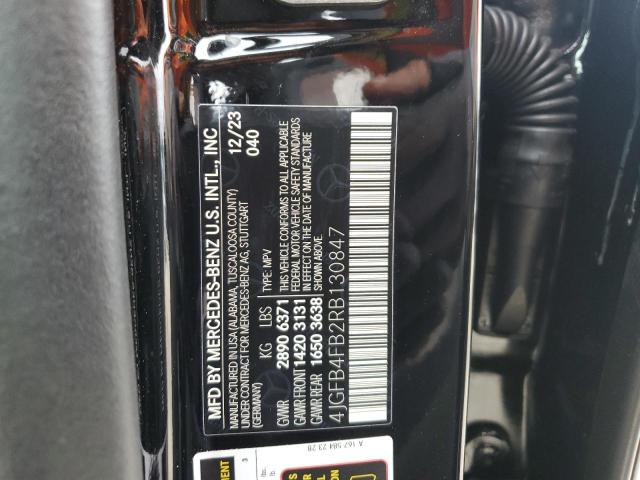 MFD BY MERCEDES-BENZ U.S. INTL., INC
MANUFACTURED IN USA (ALABAMA, TUSCALOOSA COUNTY)
UNDER CONTRACT FOR MERCEDES-BENZ AG, STUTTGART
(GERMANY)
12/23
040
KG LBS TYPE: MPV
GVWR 2890 6371
GAWR FRONT 1420 3131
GAWR REAR 1650 3638
THIS VEHICLE CONFORMS TO ALL APPLICABLE
FEDERAL MOTOR VEHICLE SAFETY STANDARDS
IN EFFECT ON THE DATE OF MANUFACTURE
SHOWN ABOVE.
4JGFB4FB2RB130847
A 167 584 23 28
3
lbs.
lb.